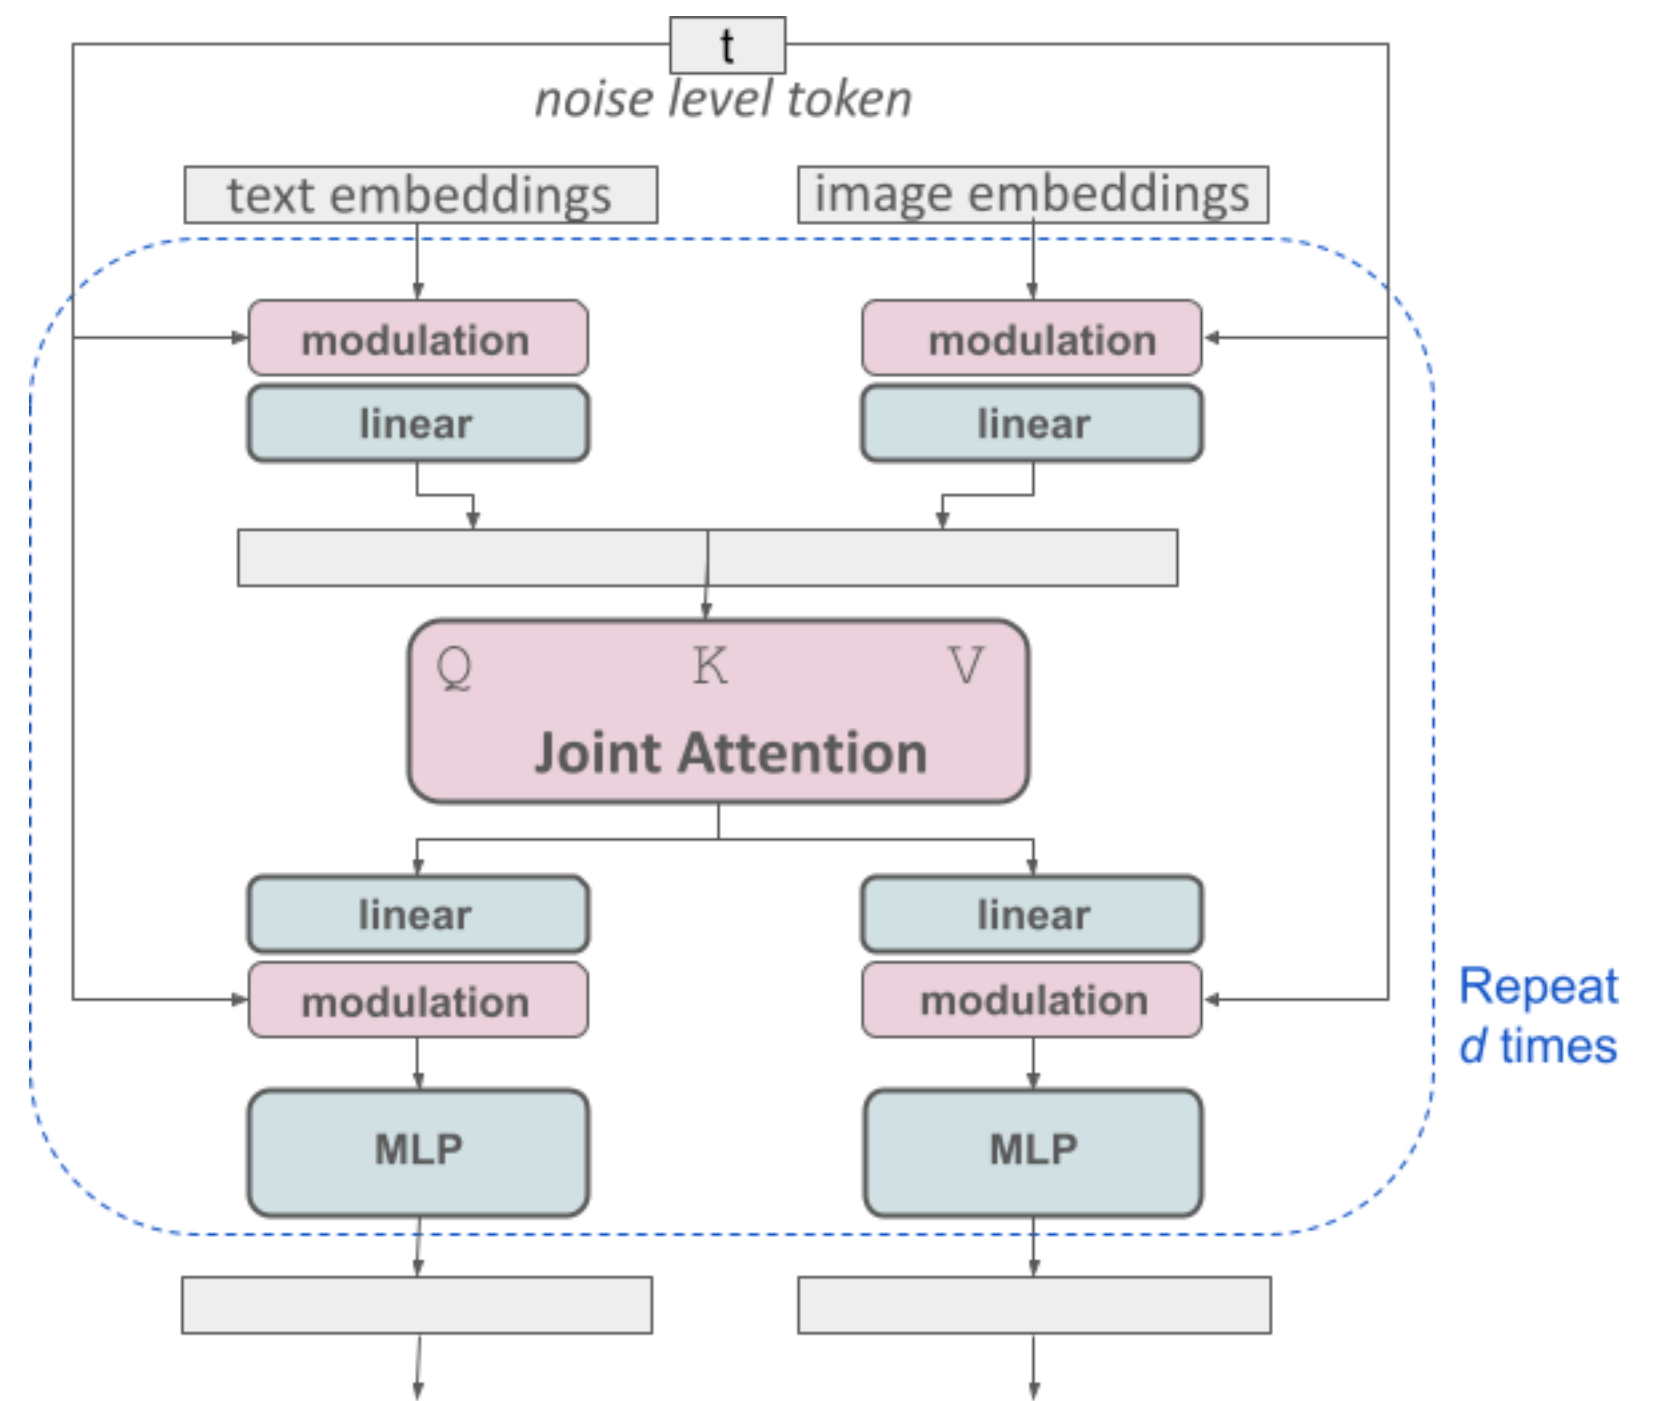 t
noise level token
text embeddings
image embeddings
modulation
modulation
linear
linear
Q K V
Joint Attention
linear
linear
modulation
modulation
Repeat
d times
MLP
MLP